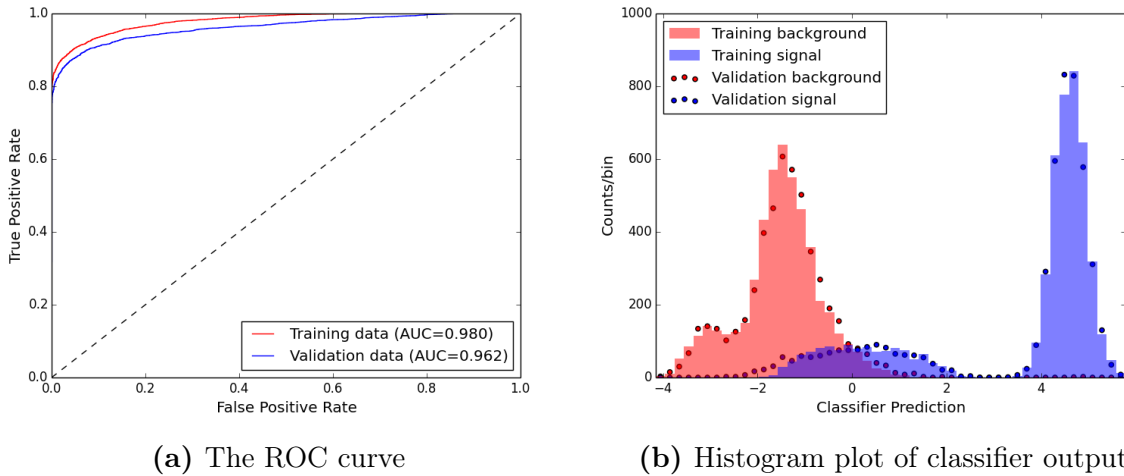 1.0
0.8
0.6
0.4
0.2
0.0
0.0 0.2 0.4 0.6 0.8 1.0
True Positive Rate
False Positive Rate
Training data (AUC=0.980)
Validation data (AUC=0.962)
(a) The ROC curve
1000
800
600
400
200
0
−4 −2 0 2 4
Counts/bin
Classifier Prediction
Training background
Training signal
Validation background
Validation signal
(b) Histogram plot of classifier output